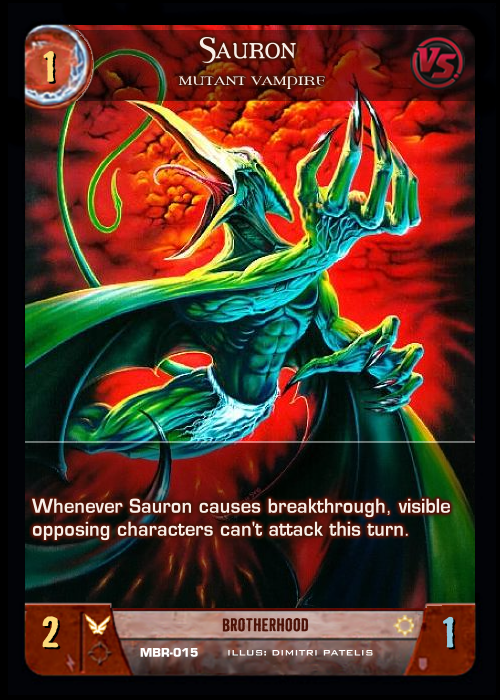 1
SAURON
MUTANT VAMPIRE
VS
Whenever Sauron causes breakthrough, visible
opposing characters can't attack this turn.
2
BROTHERHOOD
1
MBR-015 ILLUS: DIMITRI PATELIS